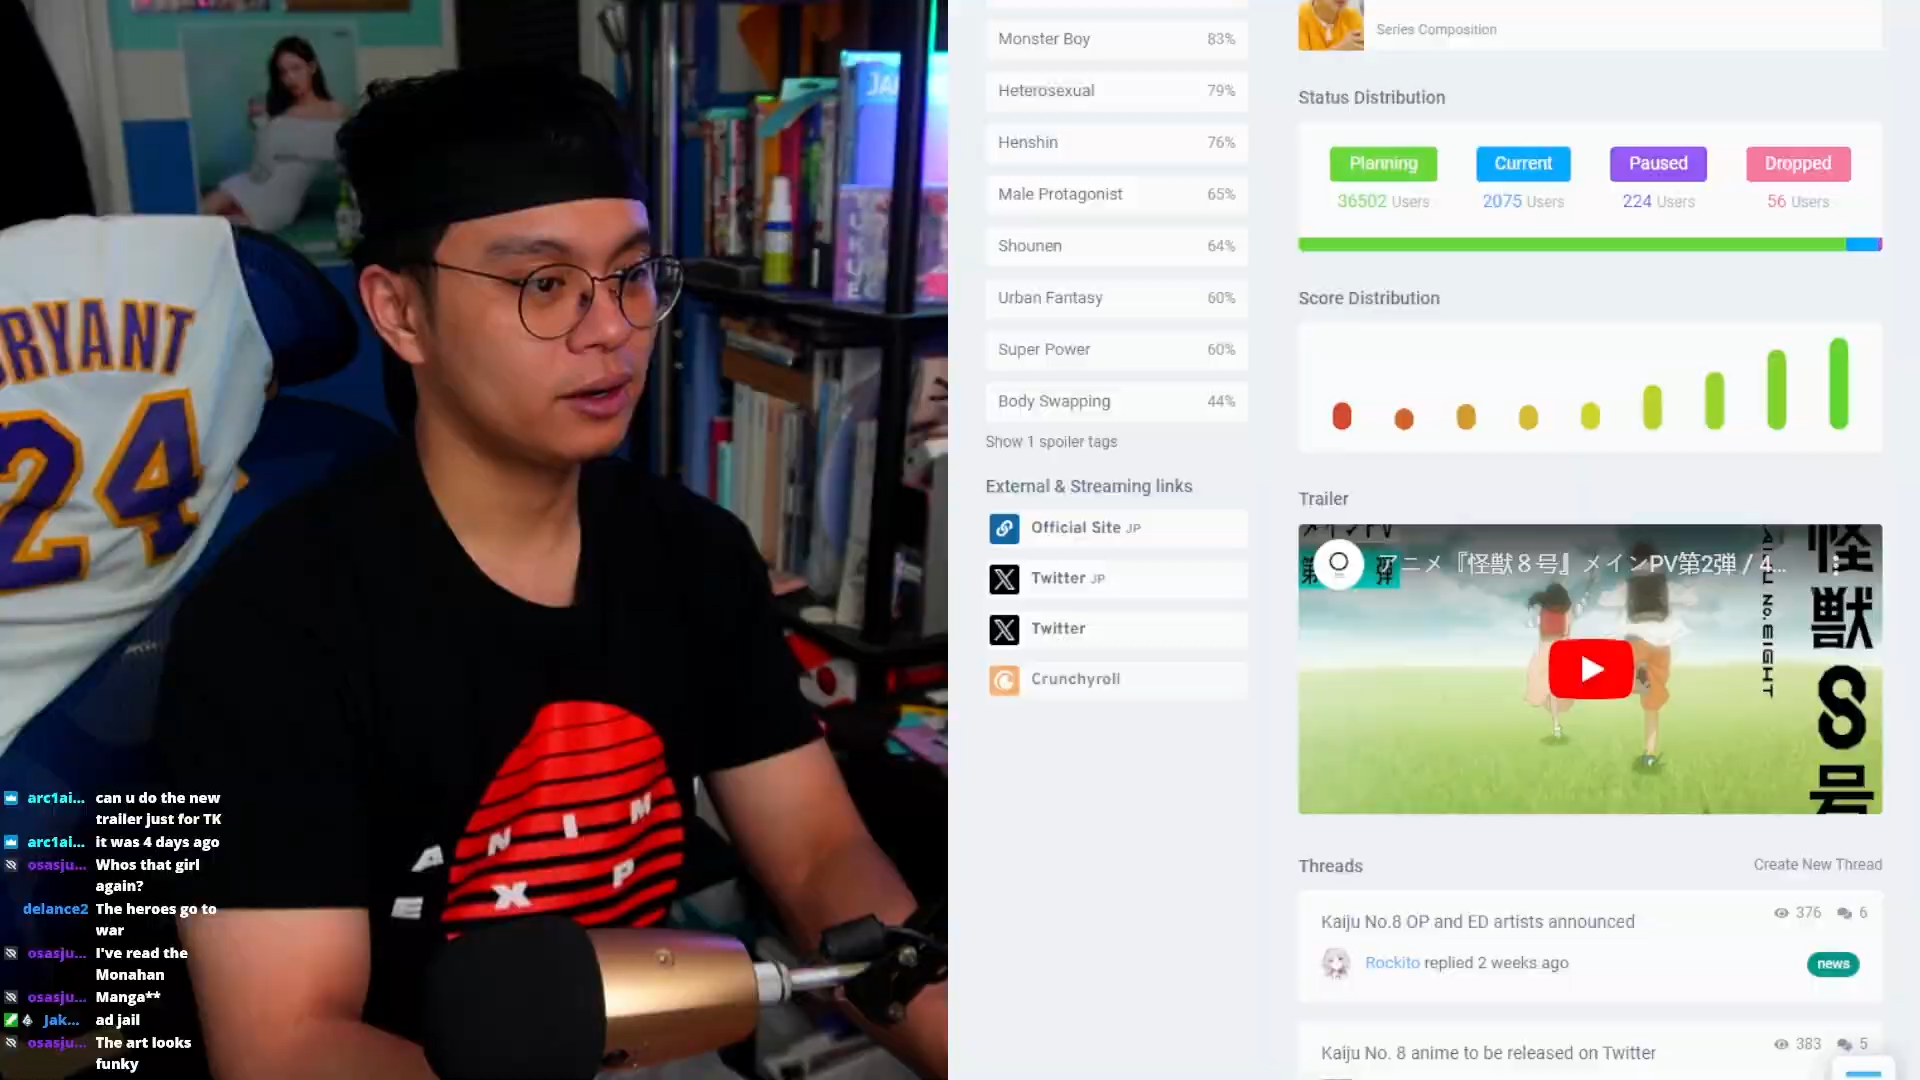 JA
RYANT
24
A N I M
E X P
arc1ai... can u do the new
trailer just for TK
arc1ai... it was 4 days ago
osasju... Whos that girl
again?
delance2 The heroes go to
war
osasju... I've read the
Monahan
osasju... Manga**
Jak... ad jail
osasju... The art looks
funky
Monster Boy 83%
Heterosexual 79%
Henshin 76%
Male Protagonist 65%
Shounen 64%
Urban Fantasy 60%
Super Power 60%
Body Swapping 44%
Show 1 spoiler tags
External & Streaming links
Official Site JP
Twitter JP
Twitter
Crunchyroll
Series Composition
Status Distribution
Planning Current Paused Dropped
36502 Users 2075 Users 224 Users 56 Users
Score Distribution
Trailer
アニメ『怪獣８号』メインPV第2弾 / 4...
怪獣8号
No.EIGHT
Threads Create New Thread
Kaiju No.8 OP and ED artists announced 376 6
Rockito replied 2 weeks ago news
Kaiju No. 8 anime to be released on Twitter 383 5